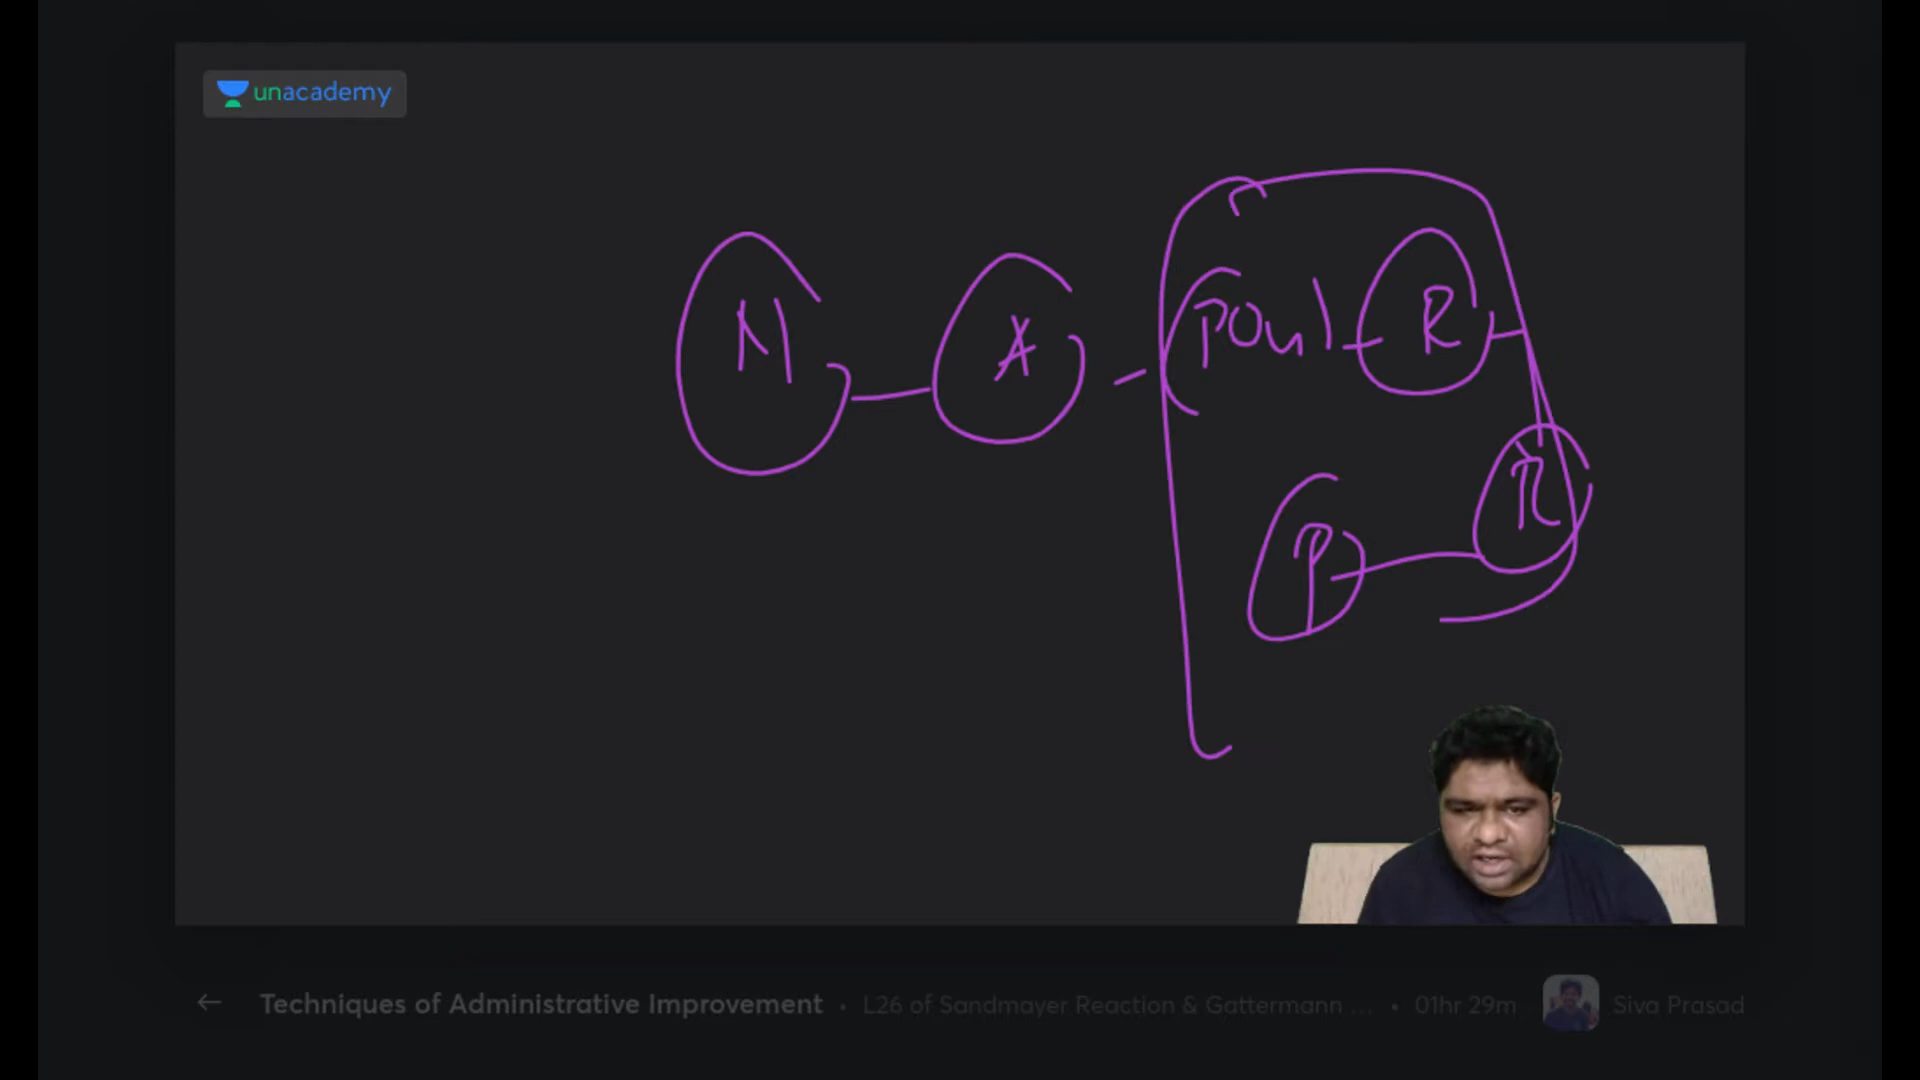 unacademy
M A Poul R
P R
← Techniques of Administrative Improvement • L26 of Sandmayer Reaction & Gattermann ... • 01hr 29m Siva Prasad